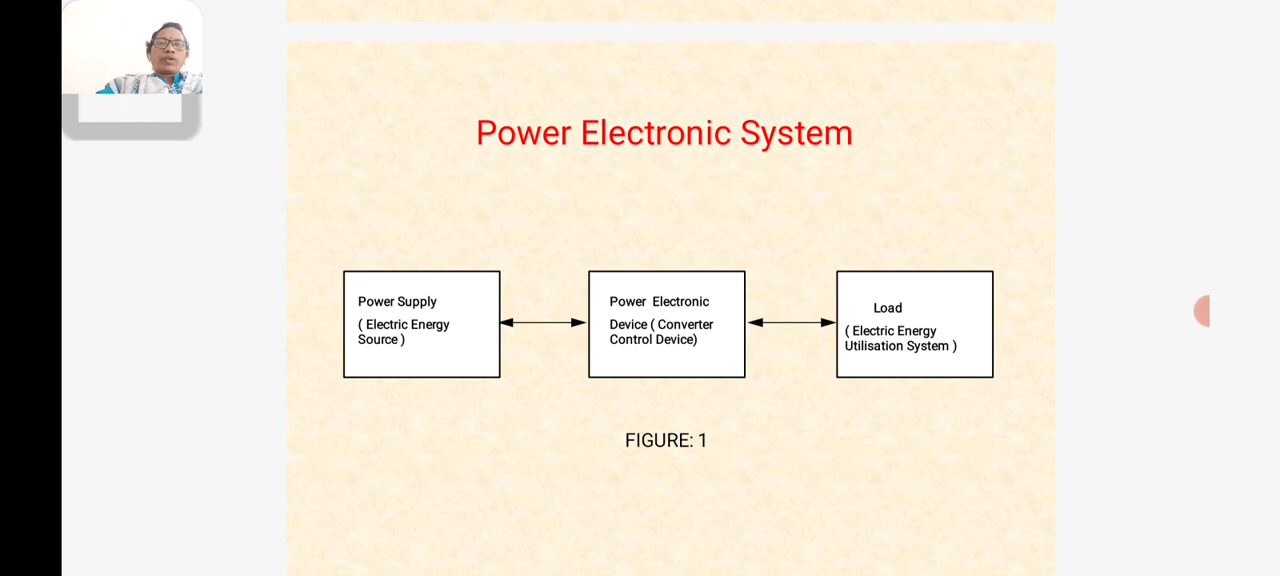 Power Electronic System
Power Supply
( Electric Energy
Source )
Power Electronic
Device ( Converter
Control Device)
Load
( Electric Energy
Utilisation System )
FIGURE: 1